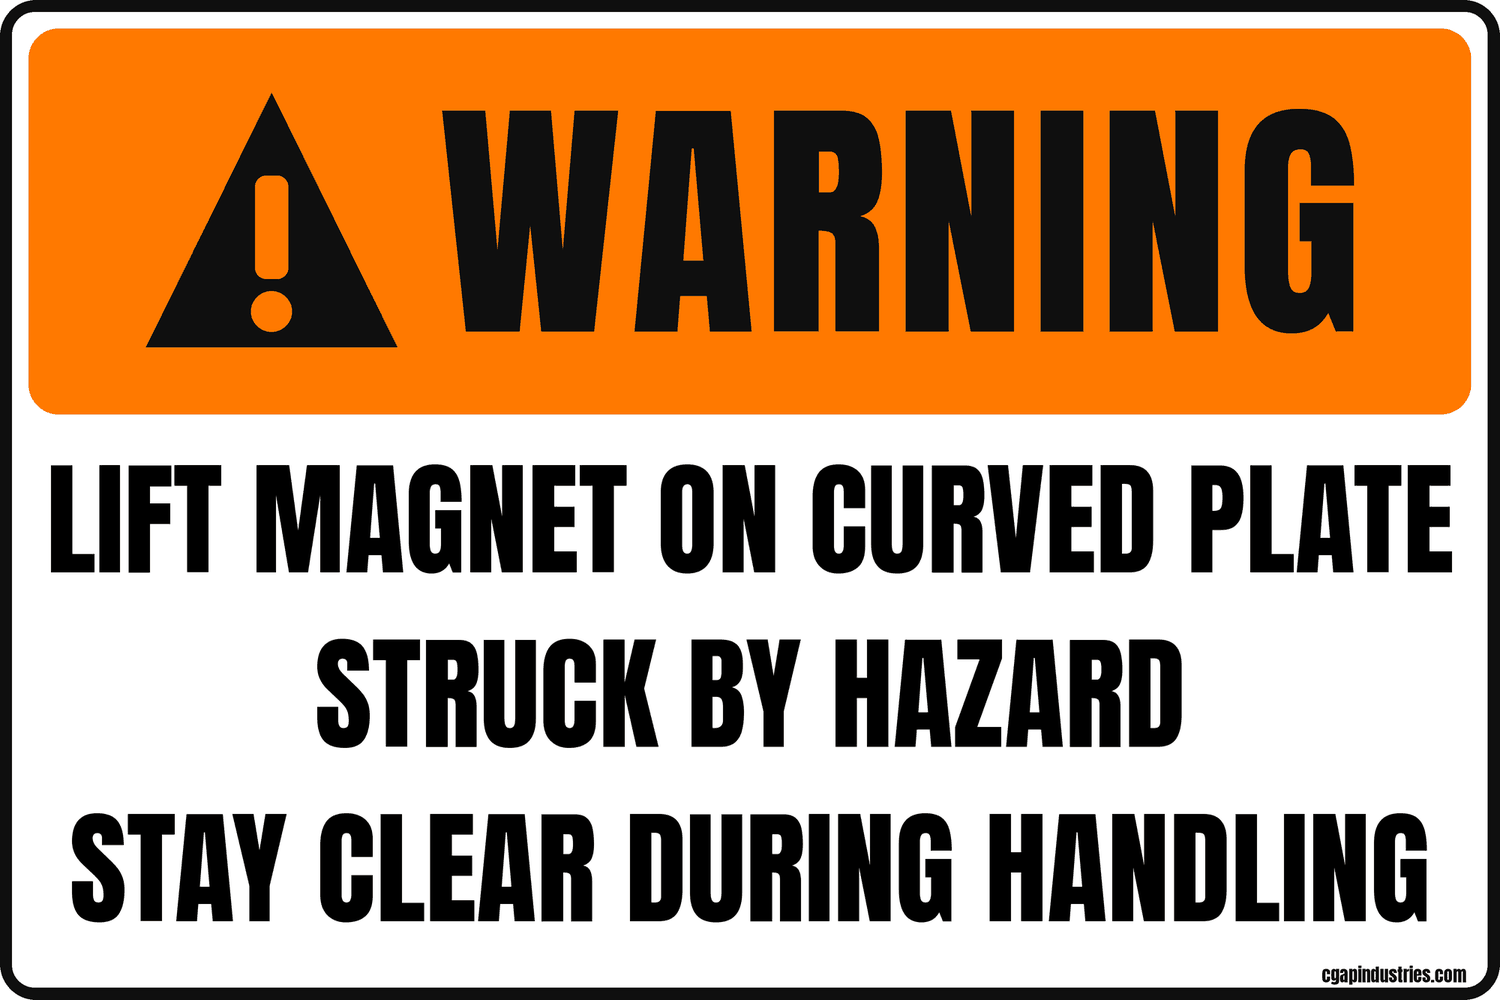 WARNING
LIFT MAGNET ON CURVED PLATE
STRUCK BY HAZARD
STAY CLEAR DURING HANDLING
cgapindustries.com